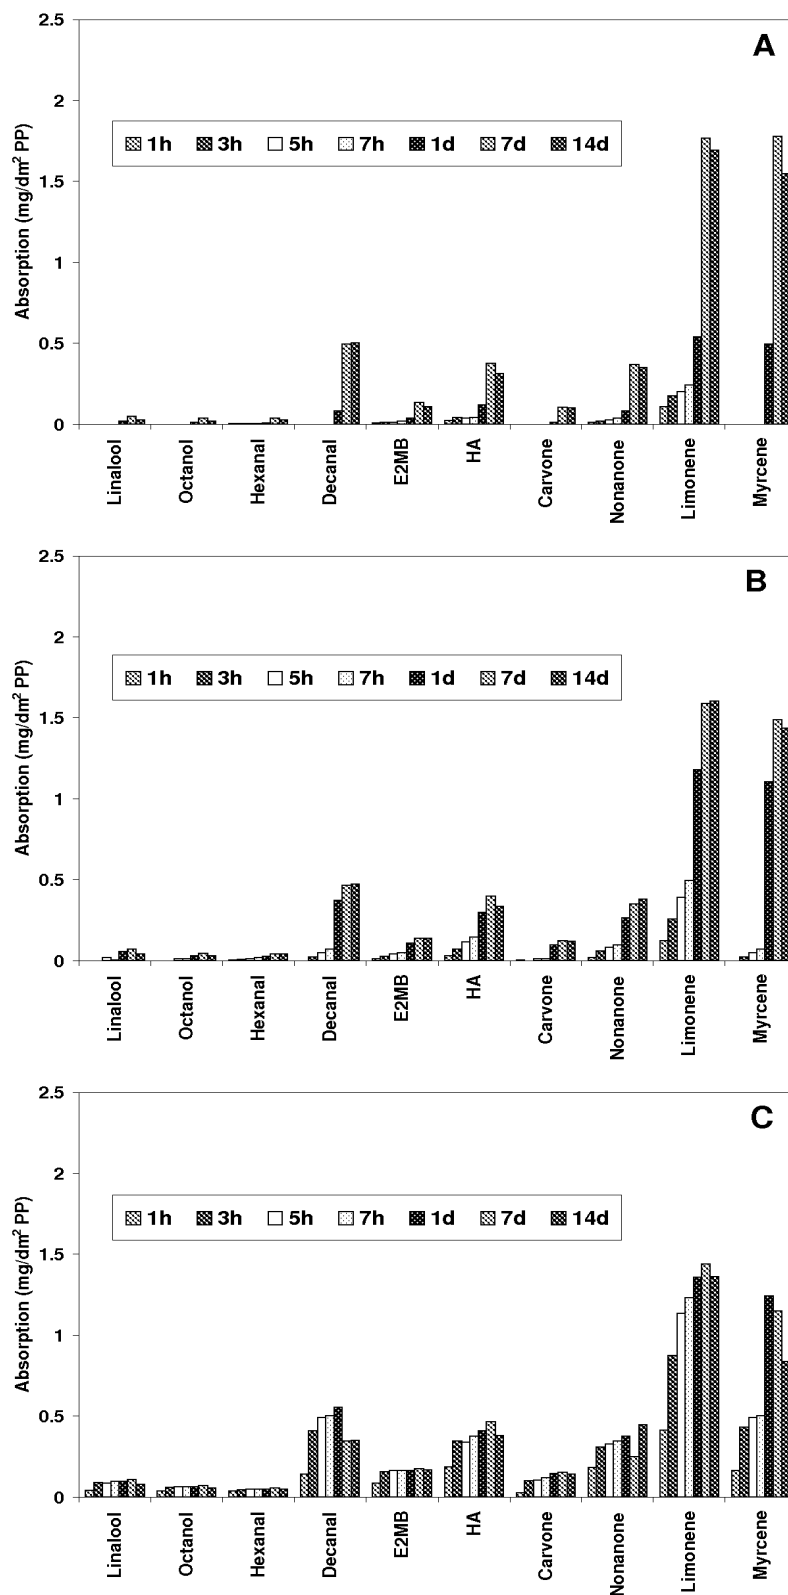 A
2.5
2
1.5
1
0.5
0
Absorption (mg/dm² PP)
1h 3h 5h 7h 1d 7d 14d
Linalool
Octanol
Hexanal
Decanal
E2MB
HA
Carvone
Nonanone
Limonene
Myrcene
B
2.5
2
1.5
1
0.5
0
Absorption (mg/dm² PP)
1h 3h 5h 7h 1d 7d 14d
Linalool
Octanol
Hexanal
Decanal
E2MB
HA
Carvone
Nonanone
Limonene
Myrcene
C
2.5
2
1.5
1
0.5
0
Absorption (mg/dm² PP)
1h 3h 5h 7h 1d 7d 14d
Linalool
Octanol
Hexanal
Decanal
E2MB
HA
Carvone
Nonanone
Limonene
Myrcene